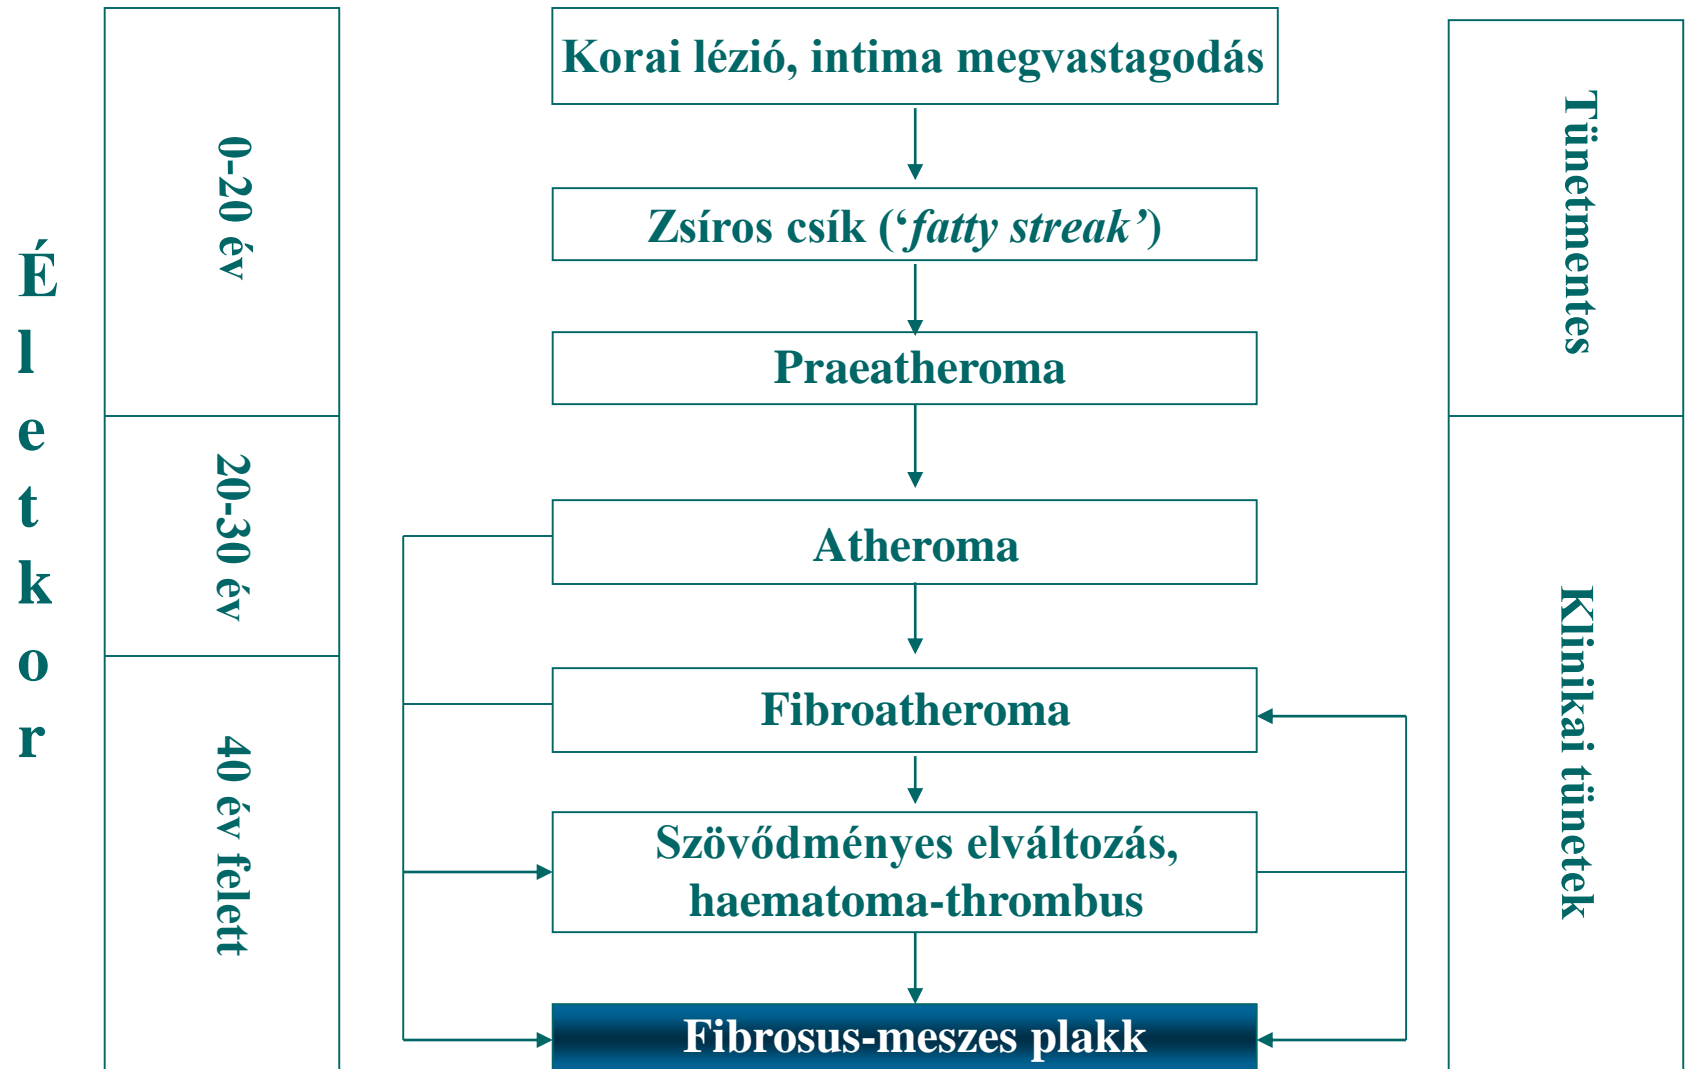 Életkor
0-20 év
20-30 év
40 év felett
Korai lézió, intima megvastagodás
Zsíros csík (‘fatty streak’)
Praeatheroma
Atheroma
Fibroatheroma
Szövődményes elváltozás,
haematoma-thrombus
Fibrosus-meszes plakk
Tünetmentes
Klinikai tünetek